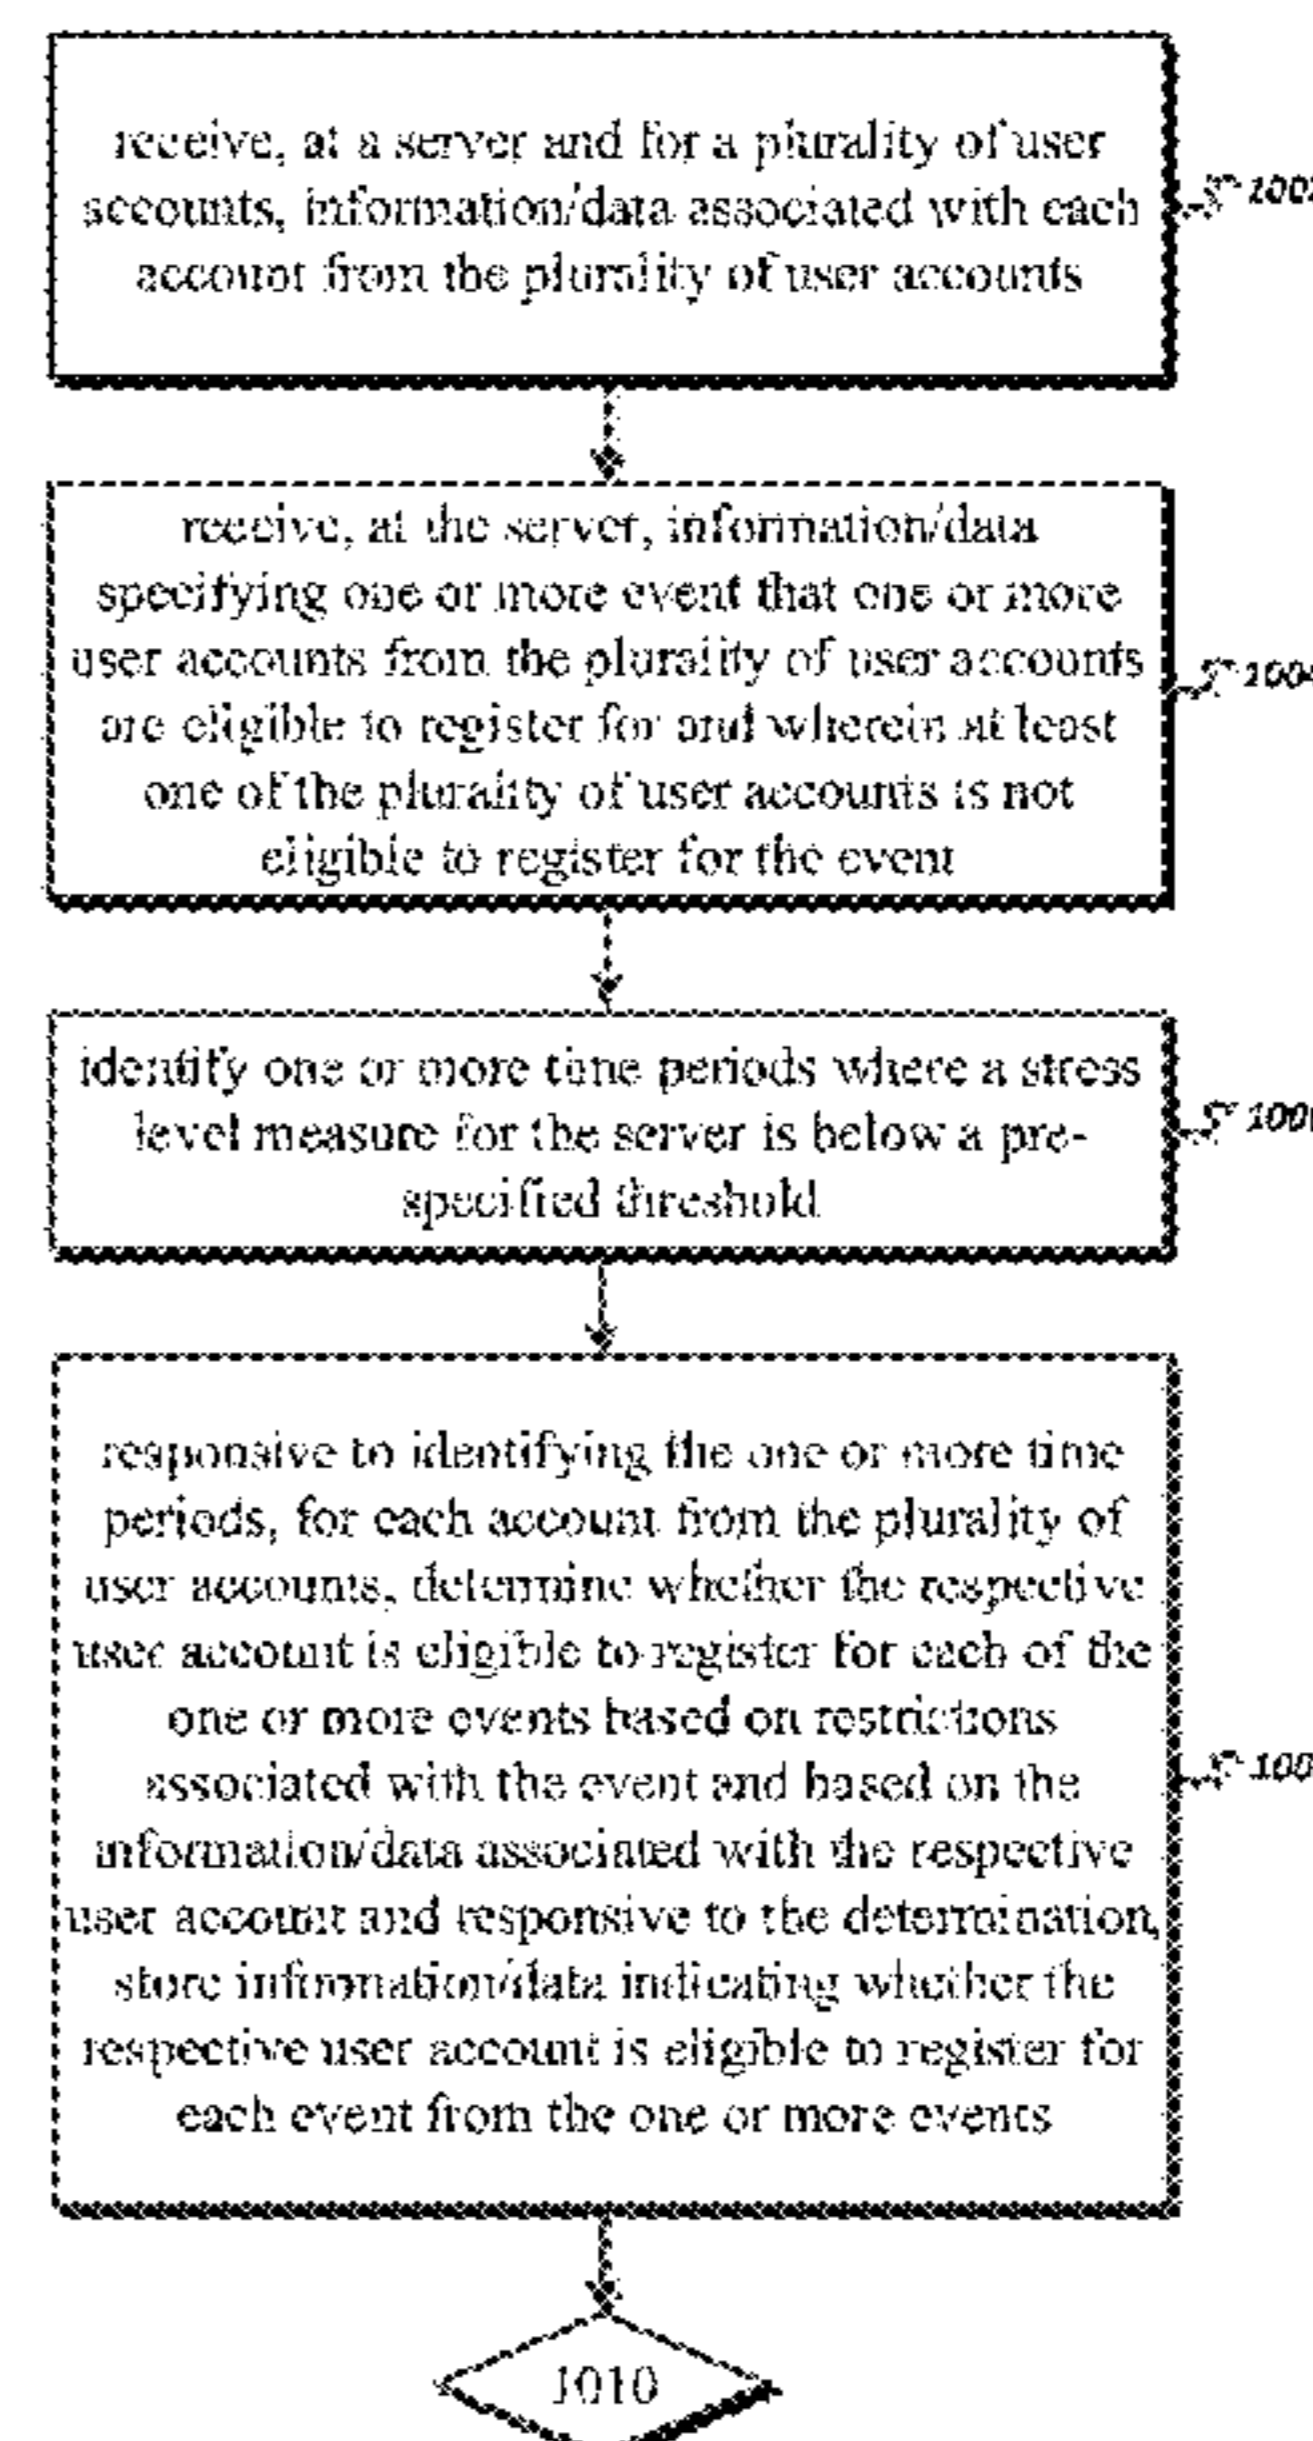 receive, at a server and for a plurality of user
accounts, information/data associated with each
account from the plurality of user accounts
receive, at the server, information/data
specifying one or more event that one or more
user accounts from the plurality of user accounts
are eligible to register for and wherein at least
one of the plurality of user accounts is not
eligible to register for the event
identify one or more time periods where a stress
level measure for the server is below a pre-
specified threshold
responsive to identifying the one or more time
periods, for each account from the plurality of
user accounts, determine whether the respective
user account is eligible to register for each of the
one or more events based on restrictions
associated with the event and based on the
information/data associated with the respective
user account and responsive to the determination,
store information/data indicating whether the
respective user account is eligible to register for
each event from the one or more events
1010